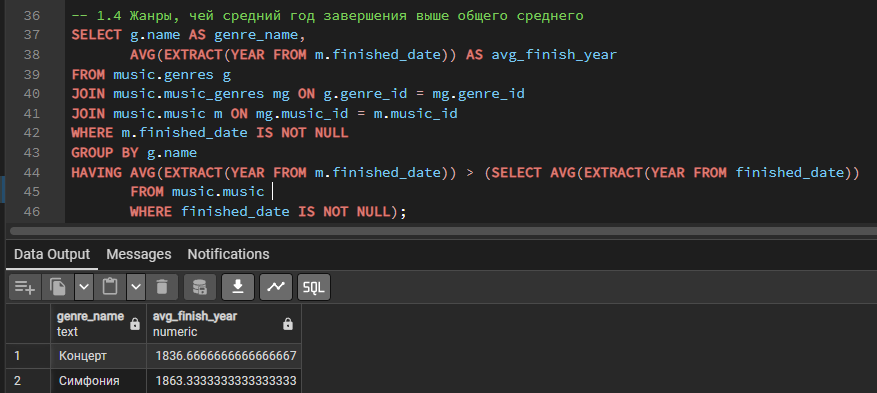 36 -- 1.4 Жанры, чей средний год завершения выше общего среднего
37 SELECT g.name AS genre_name,
38 AVG(EXTRACT(YEAR FROM m.finished_date)) AS avg_finish_year
39 FROM music.genres g
40 JOIN music.music_genres mg ON g.genre_id = mg.genre_id
41 JOIN music.music m ON mg.music_id = m.music_id
42 WHERE m.finished_date IS NOT NULL
43 GROUP BY g.name
44 HAVING AVG(EXTRACT(YEAR FROM m.finished_date)) > (SELECT AVG(EXTRACT(YEAR FROM finished_date))
45 FROM music.music
46 WHERE finished_date IS NOT NULL);
Data Output Messages Notifications
SQL
genre_name avg_finish_year
text numeric
1 Концерт 1836.6666666666666667
2 Симфония 1863.3333333333333333